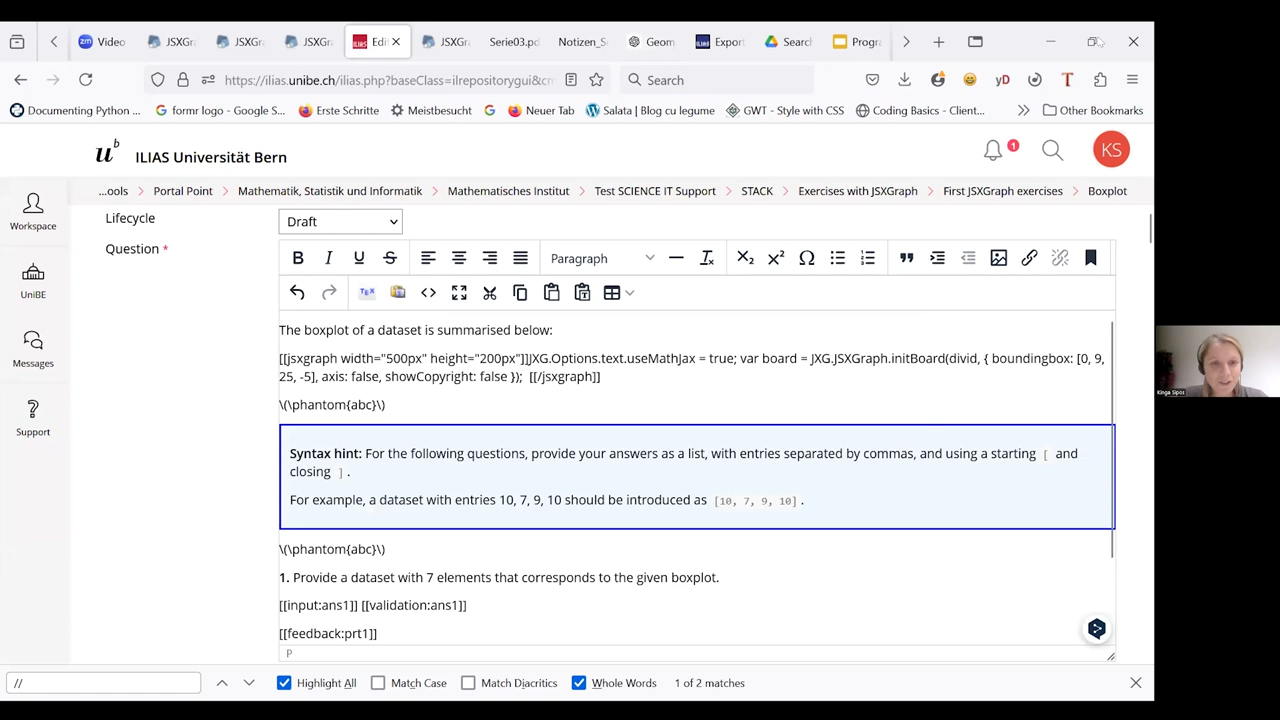 Video
JSXGr
JSXGr
JSXGr
Edi
JSXGr
Serie03.pd
Notizen_S
Geom
Export
Search
Progra
https://ilias.unibe.ch/ilias.php?baseClass=ilrepositorygui&cm
Search
yD
T
Documenting Python ...
formr logo - Google S...
Erste Schritte
Meistbesucht
Neuer Tab
Salata | Blog cu legume
GWT - Style with CSS
Coding Basics - Client...
Other Bookmarks
u b
ILIAS Universität Bern
1
KS
Workspace
UniBE
Messages
Support
...ools
Portal Point
Mathematik, Statistik und Informatik
Mathematisches Institut
Test SCIENCE IT Support
STACK
Exercises with JSXGraph
First JSXGraph exercises
Boxplot
Lifecycle
Draft
Question *
B I U S
Paragraph
The boxplot of a dataset is summarised below:
[[jsxgraph width="500px" height="200px"]]JXG.Options.text.useMathJax = true; var board = JXG.JSXGraph.initBoard(divid, { boundingbox: [0, 9,
25, -5], axis: false, showCopyright: false }); [[/jsxgraph]]
\(\phantom{abc}\)
Syntax hint: For the following questions, provide your answers as a list, with entries separated by commas, and using a starting [ and
closing ] .
For example, a dataset with entries 10, 7, 9, 10 should be introduced as [10, 7, 9, 10] .
\(\phantom{abc}\)
1. Provide a dataset with 7 elements that corresponds to the given boxplot.
[[input:ans1]] [[validation:ans1]]
[[feedback:prt1]]
P
//
Highlight All
Match Case
Match Diacritics
Whole Words
1 of 2 matches
Kinga Sipos